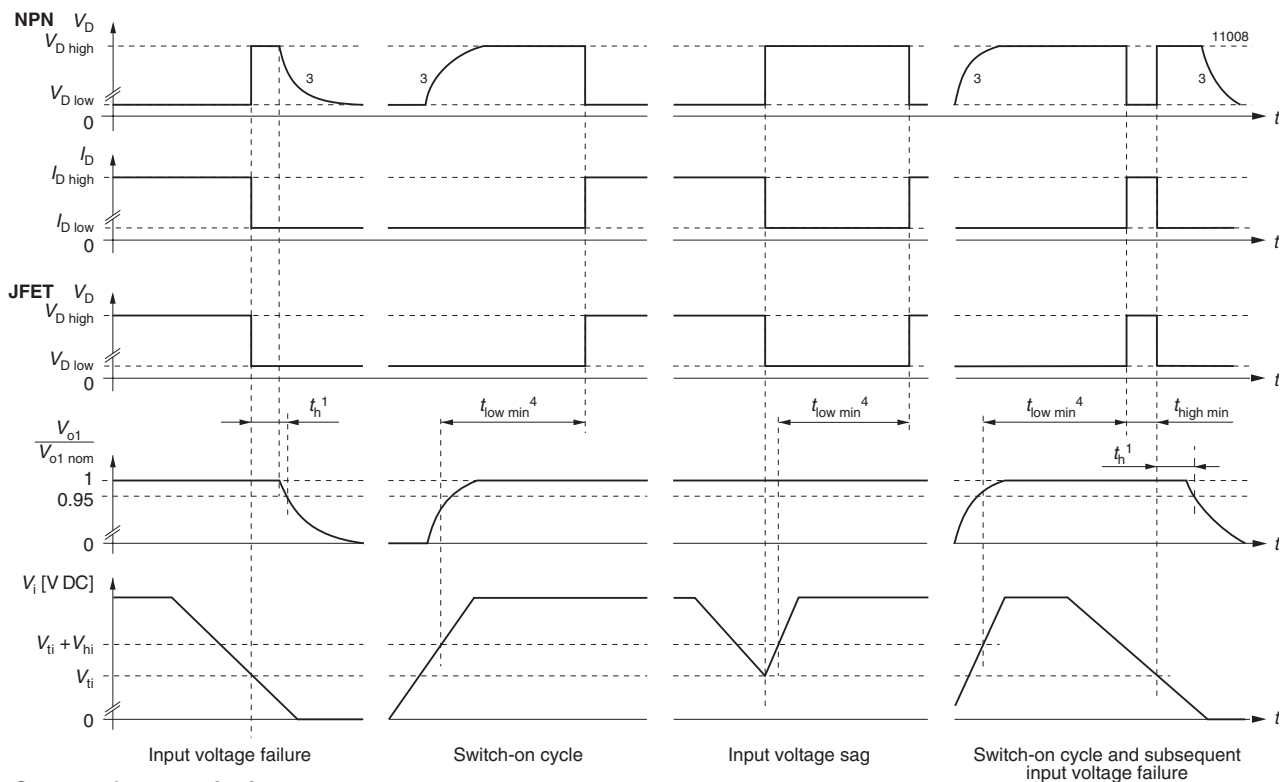 NPN V_D
V_D high
11008
3
3
3
3
V_D low
0
t
I_D
I_D high
I_D low
0
t
JFET V_D
V_D high
V_D low
0
t
t_h^1
t_low min^4
t_low min^4
t_low min^4
t_high min
V_o1
V_o1 nom
t_h^1
1
0.95
0
t
V_i [V DC]
V_ti + V_hi
V_ti
0
t
Input voltage failure
Switch-on cycle
Input voltage sag
Switch-on cycle and subsequent
input voltage failure